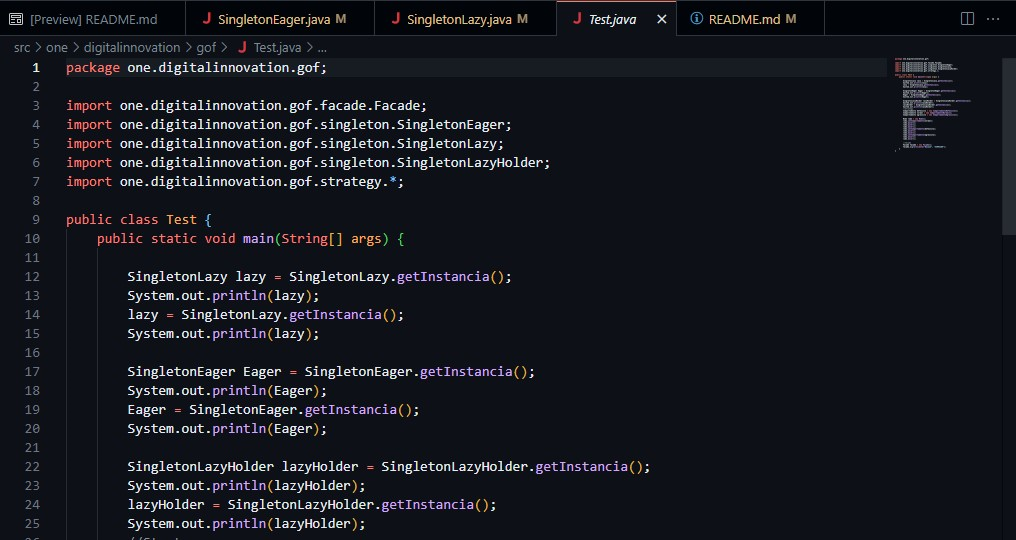 [Preview] README.md
SingletonEager.java M
SingletonLazy.java M
Test.java
README.md M
src > one > digitalinnovation > gof > Test.java > ...
1 package one.digitalinnovation.gof;
2
3 import one.digitalinnovation.gof.facade.Facade;
4 import one.digitalinnovation.gof.singleton.SingletonEager;
5 import one.digitalinnovation.gof.singleton.SingletonLazy;
6 import one.digitalinnovation.gof.singleton.SingletonLazyHolder;
7 import one.digitalinnovation.gof.strategy.*;
8
9 public class Test {
10 public static void main(String[] args) {
11
12 SingletonLazy lazy = SingletonLazy.getInstancia();
13 System.out.println(lazy);
14 lazy = SingletonLazy.getInstancia();
15 System.out.println(lazy);
16
17 SingletonEager Eager = SingletonEager.getInstancia();
18 System.out.println(Eager);
19 Eager = SingletonEager.getInstancia();
20 System.out.println(Eager);
21
22 SingletonLazyHolder lazyHolder = SingletonLazyHolder.getInstancia();
23 System.out.println(lazyHolder);
24 lazyHolder = SingletonLazyHolder.getInstancia();
25 System.out.println(lazyHolder);